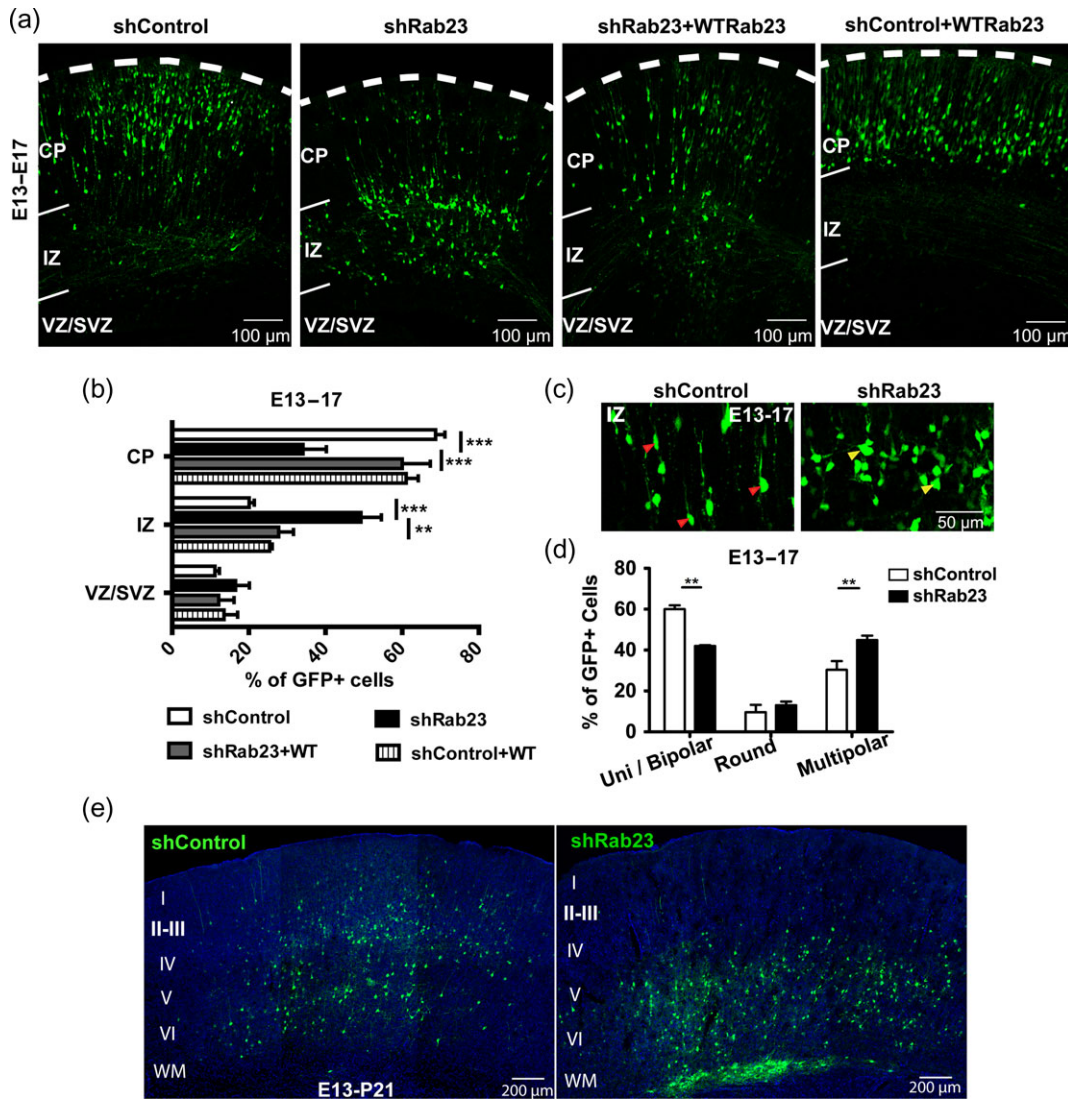 (a)
shControl
shRab23
shRab23+WTRab23
shControl+WTRab23
E13–E17
CP
IZ
VZ/SVZ
100 µm
CP
IZ
VZ/SVZ
100 µm
CP
IZ
VZ/SVZ
100 µm
CP
IZ
VZ/SVZ
100 µm
(b)
E13–17
CP
IZ
VZ/SVZ
***
***
***
**
0
20
40
60
80
% of GFP+ cells
shControl
shRab23
shRab23+WT
shControl+WT
(c)
shControl
shRab23
IZ
E13-17
50 µm
(d)
E13–17
shControl
shRab23
% of GFP+ Cells
80
60
40
20
0
**
**
Uni / Bipolar
Round
Multipolar
(e)
shControl
I
II-III
IV
V
VI
WM
E13-P21
200 µm
shRab23
I
II-III
IV
V
VI
WM
200 µm